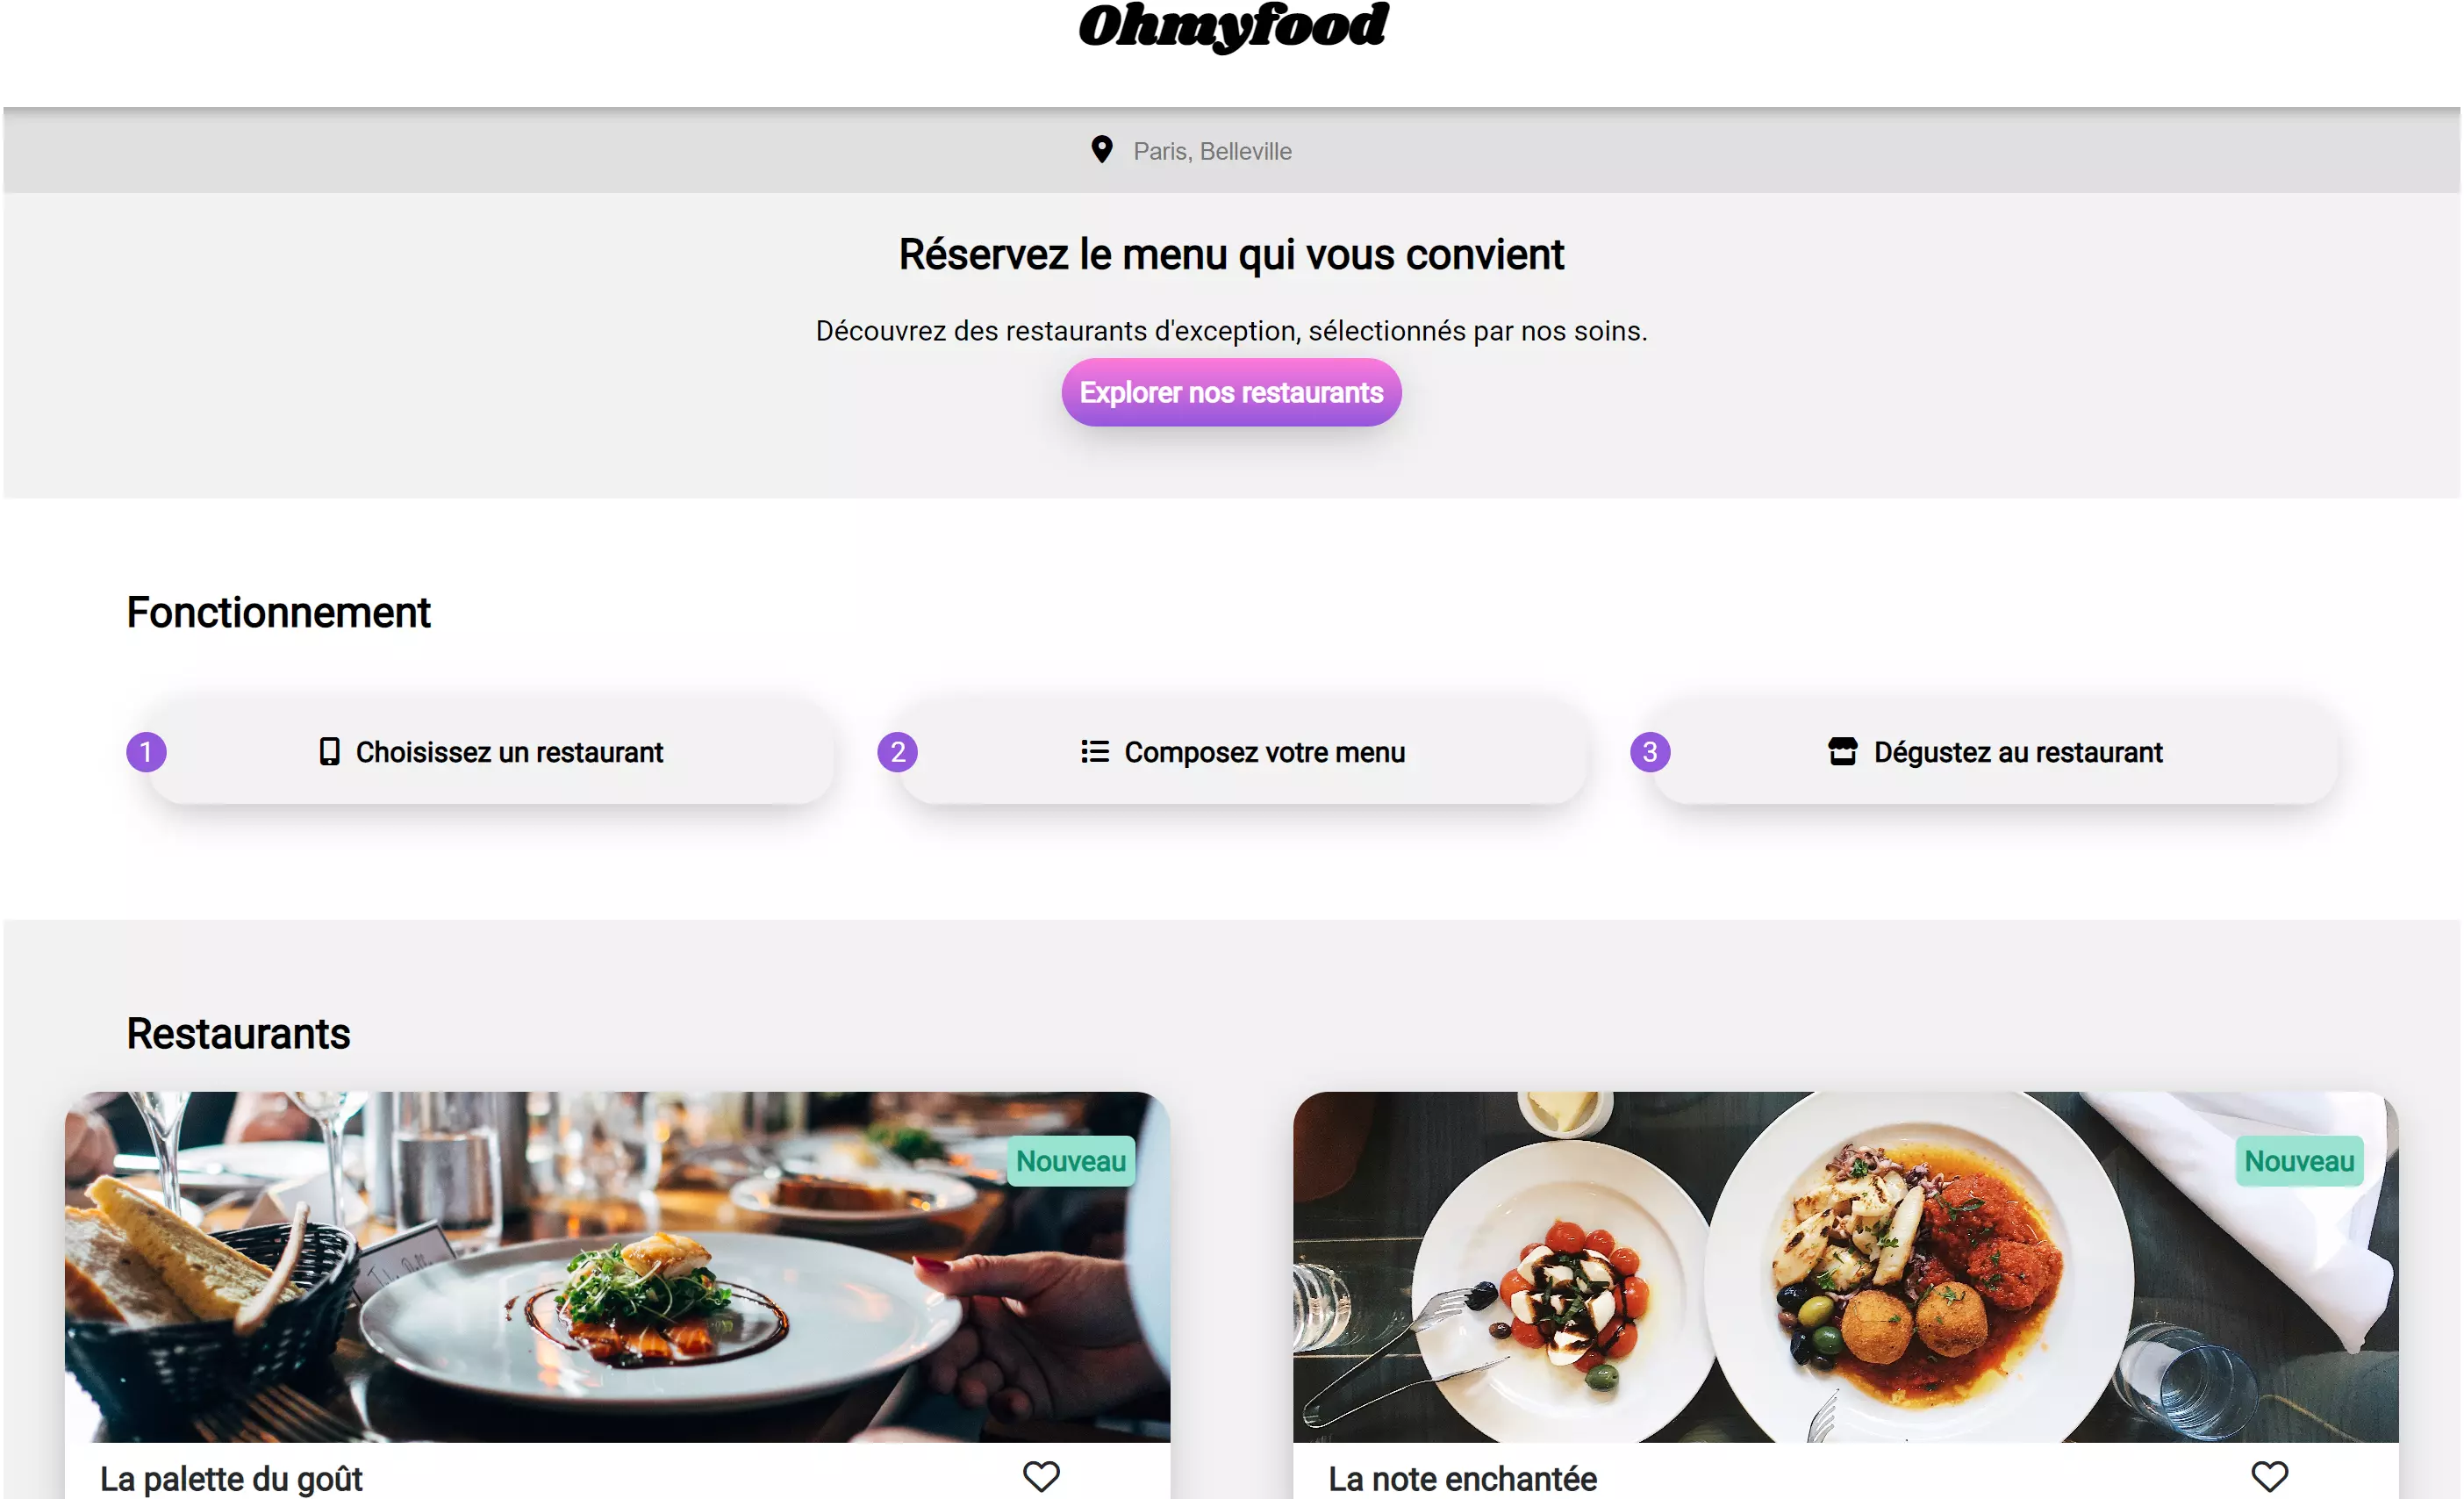 Ohmyfood
Paris, Belleville
Réservez le menu qui vous convient
Découvrez des restaurants d'exception, sélectionnés par nos soins.
Explorer nos restaurants
Fonctionnement
1 Choisissez un restaurant
2 Composez votre menu
3 Dégustez au restaurant
Restaurants
Nouveau
Nouveau
La palette du goût
La note enchantée